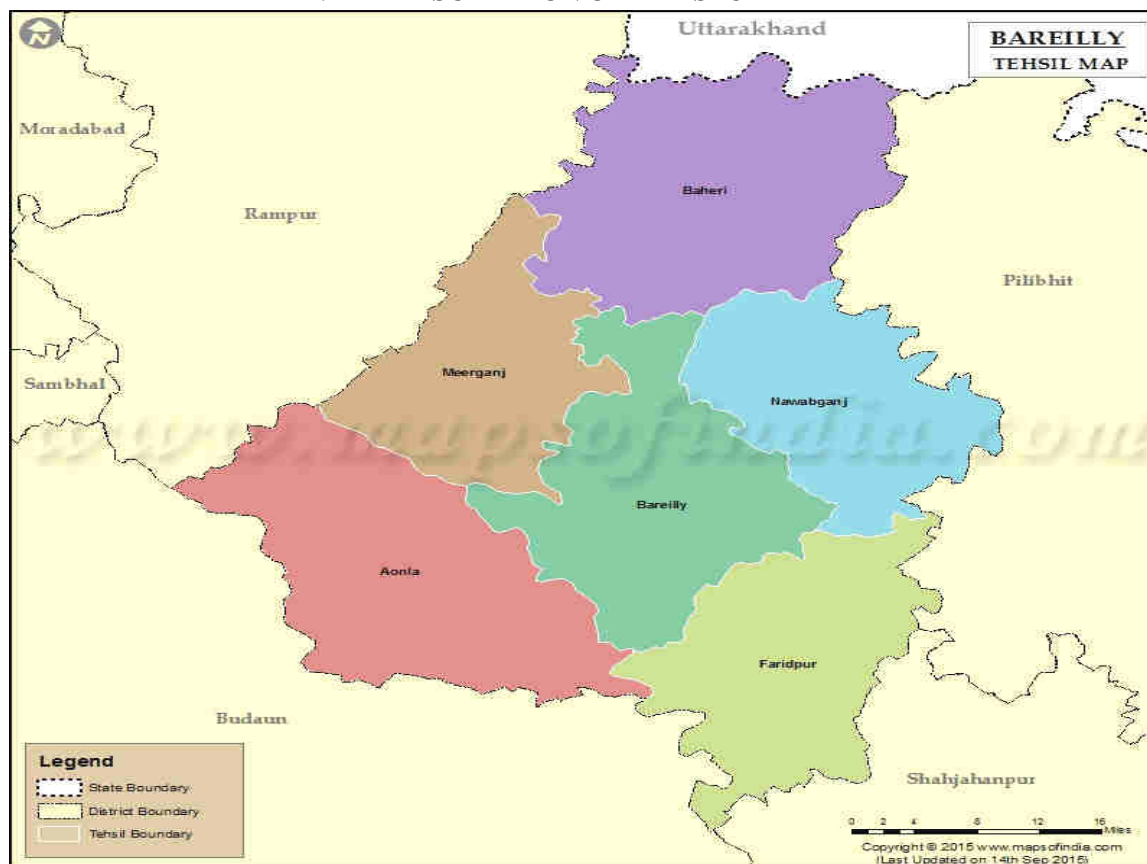 Uttarakhand
BAREILLY
TEHSIL MAP
N
Moradabad
Baheri
Rampur
Pilibhit
Meerganj
Sambhal
Nawabganj
www.mapsofindia.com
Bareilly
Aonla
Faridpur
Budaun
Shahjahanpur
Legend
State Boundary
District Boundary
Tehsil Boundary
0 2 4 8 12 16
Miles
Copyright © 2015 www.mapsofindia.com
(Last Updated on 14th Sep 2015)